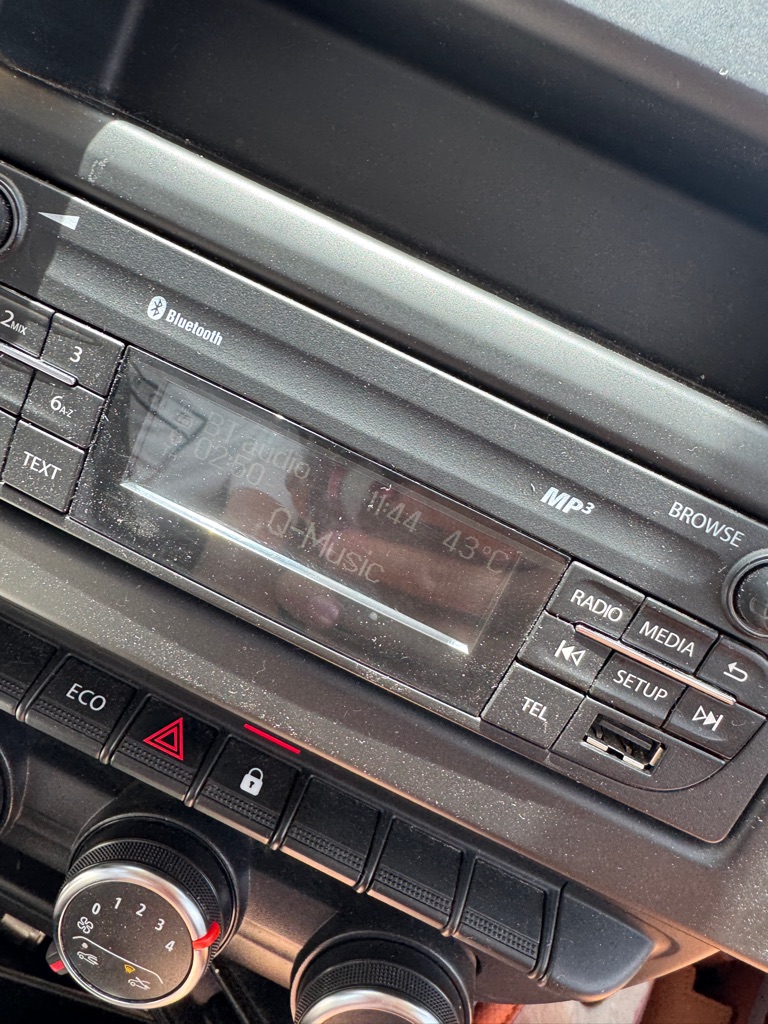 Bluetooth
2MIX
3
6A-Z
TEXT
BT audio
02:50
11:44 43°C
Q-Music
MP3
BROWSE
RADIO
MEDIA
SETUP
TEL
ECO
0 1 2 3 4